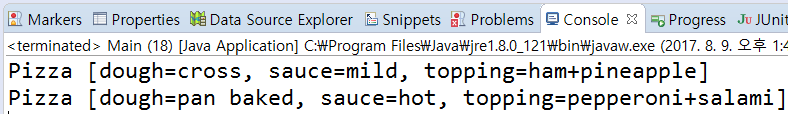 Markers Properties Data Source Explorer Snippets Problems Console Progress JUnit
<terminated> Main (18) [Java Application] C:₩Program Files₩Java₩jre1.8.0_121₩bin₩javaw.exe (2017. 8. 9. 오후 1:4
Pizza [dough=cross, sauce=mild, topping=ham+pineapple]
Pizza [dough=pan baked, sauce=hot, topping=pepperoni+salami]